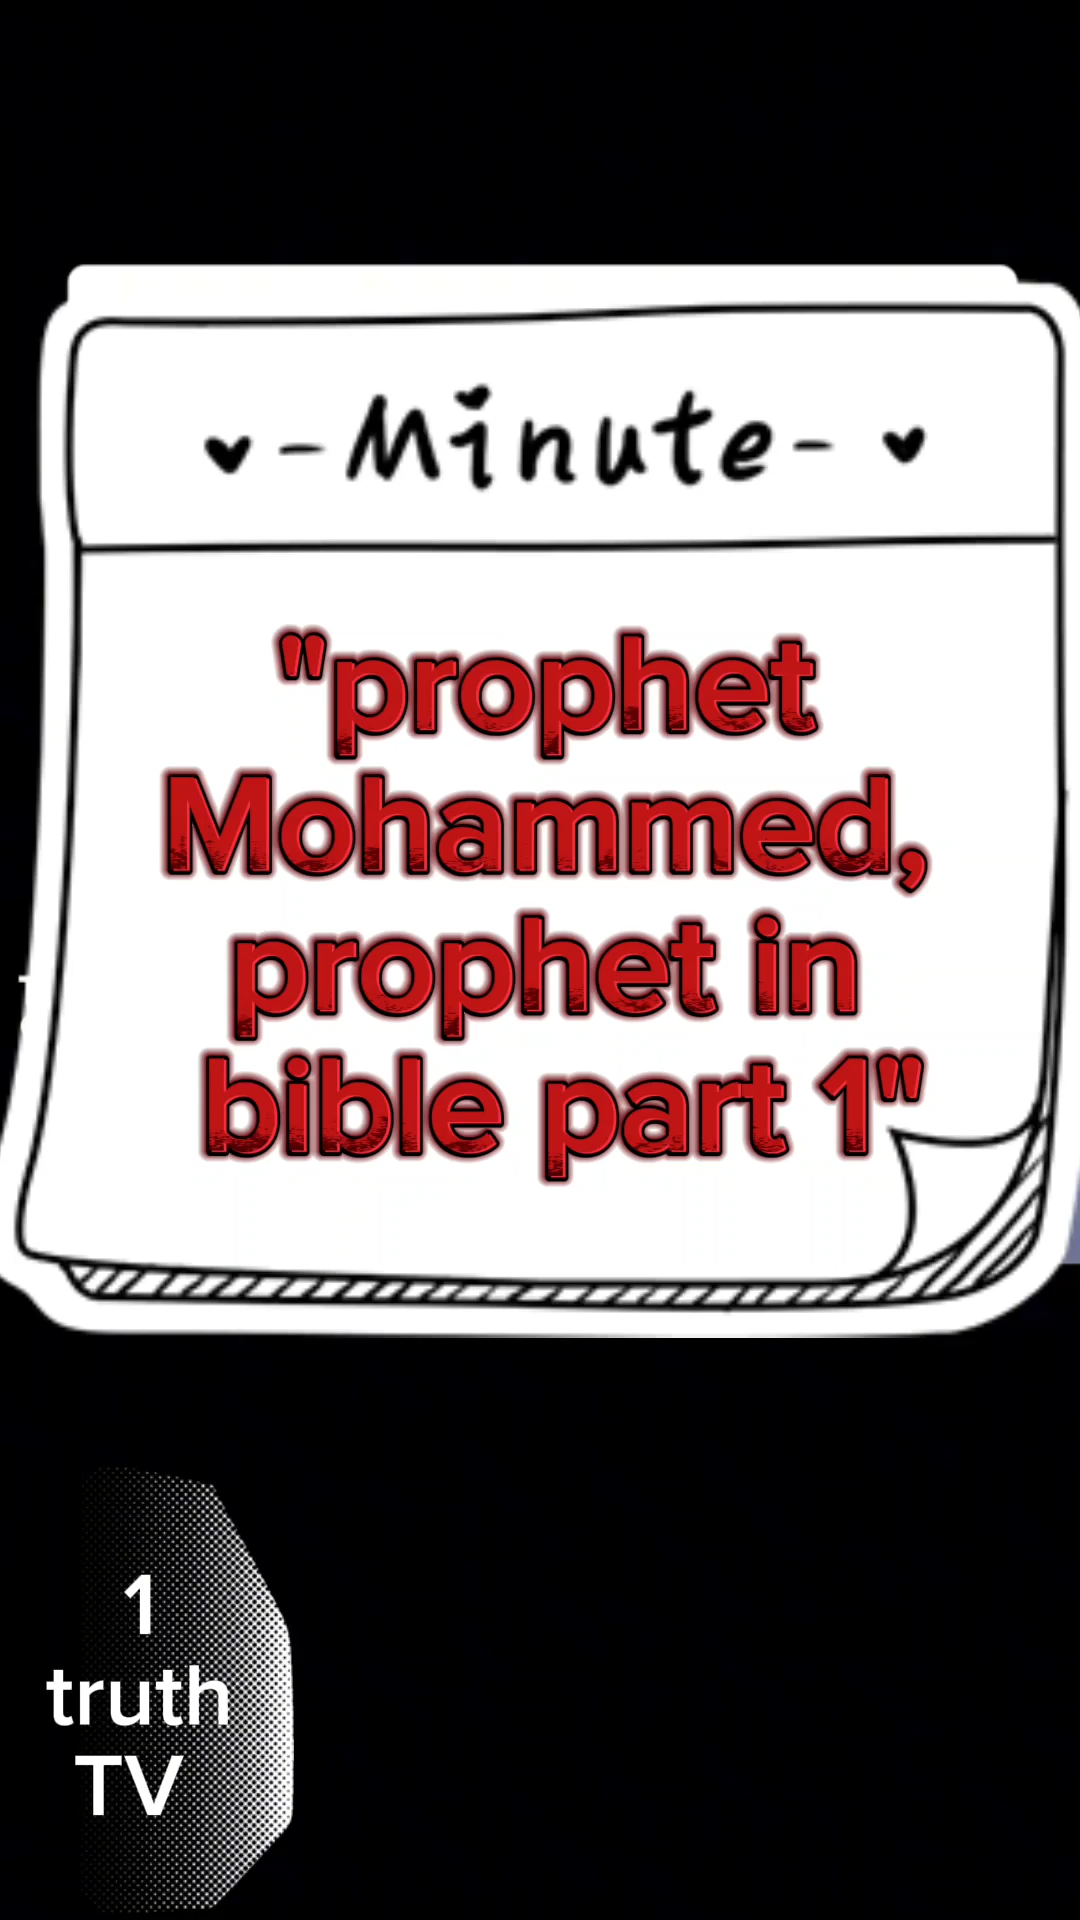 -Minute-
"prophet
Mohammed,
prophet in
bible part 1"
1
truth
TV